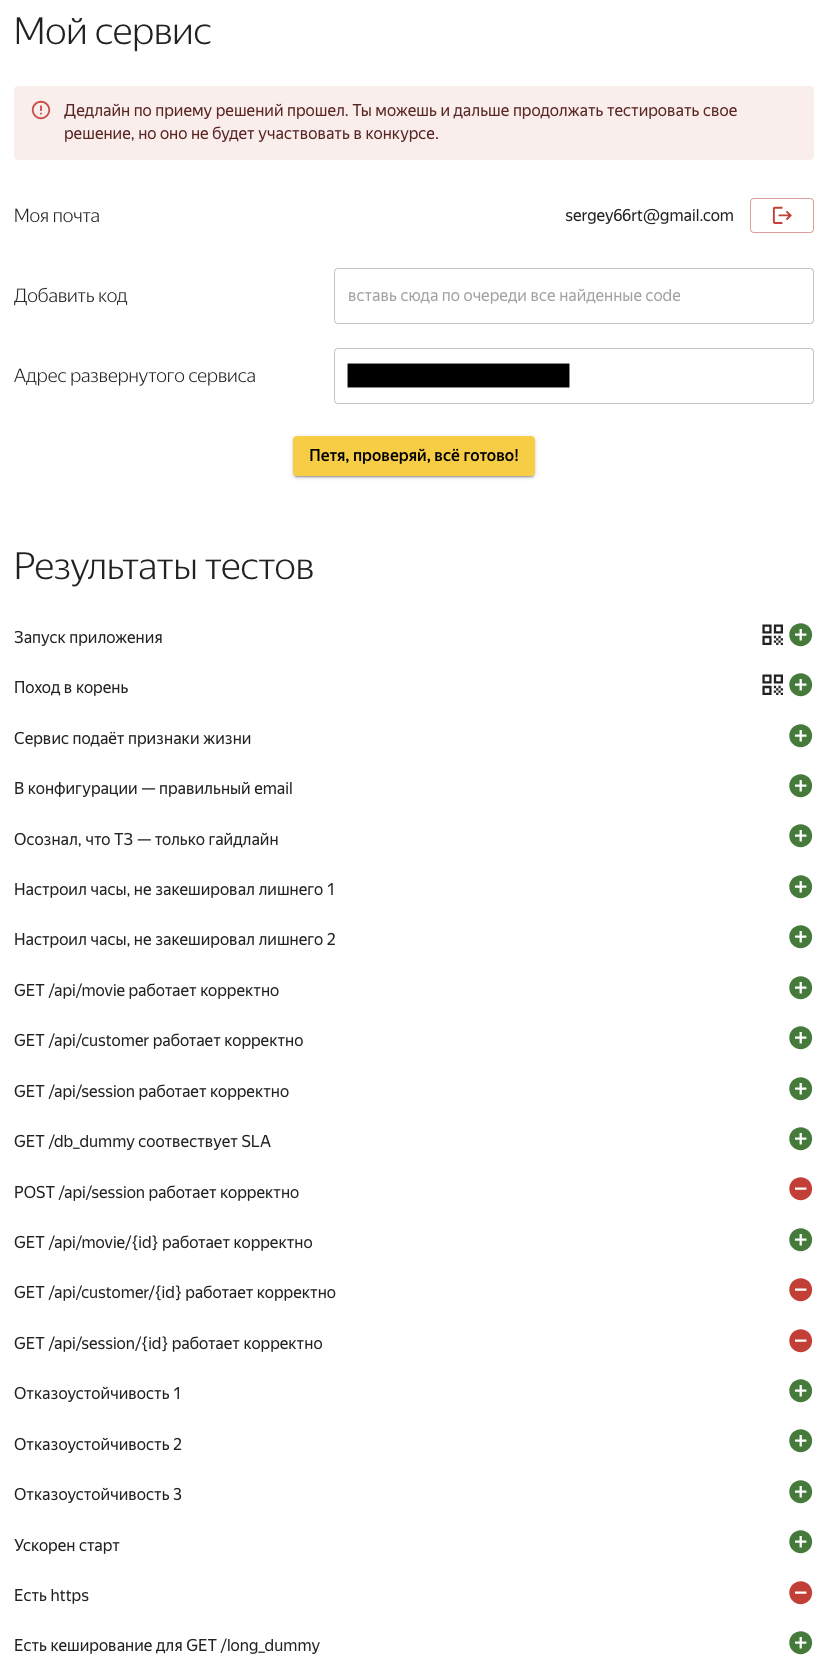 Мой сервис
Дедлайн по приему решений прошел. Ты можешь и дальше продолжать тестировать свое
решение, но оно не будет участвовать в конкурсе.
Моя почта
sergey66rt@gmail.com
Добавить код
вставь сюда по очереди все найденные code
Адрес развернутого сервиса
Петя, проверяй, всё готово!
Результаты тестов
Запуск приложения
Поход в корень
Сервис подаёт признаки жизни
В конфигурации — правильный email
Осознал, что ТЗ — только гайдлайн
Настроил часы, не закешировал лишнего 1
Настроил часы, не закешировал лишнего 2
GET /api/movie работает корректно
GET /api/customer работает корректно
GET /api/session работает корректно
GET /db_dummy соотвествует SLA
POST /api/session работает корректно
GET /api/movie/{id} работает корректно
GET /api/customer/{id} работает корректно
GET /api/session/{id} работает корректно
Отказоустойчивость 1
Отказоустойчивость 2
Отказоустойчивость 3
Ускорен старт
Есть https
Есть кеширование для GET /long_dummy